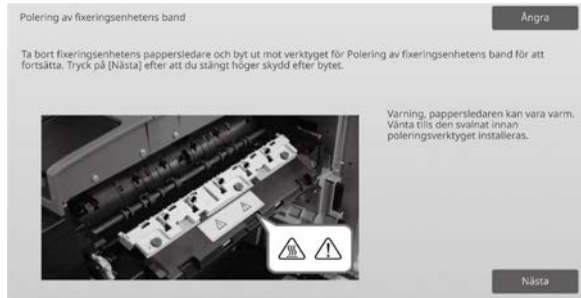 Polering av fixeringsenhetens band
Ångra
Ta bort fixeringsenhetens pappersledare och byt ut mot verktyget för Polering av fixeringsenhetens band för att
fortsätta. Tryck på [Nästa] efter att du stängt höger skydd efter bytet.
Varning, pappersledaren kan vara varm.
Vänta tills den svalnat innan
poleringsverktyget installeras.
Nästa